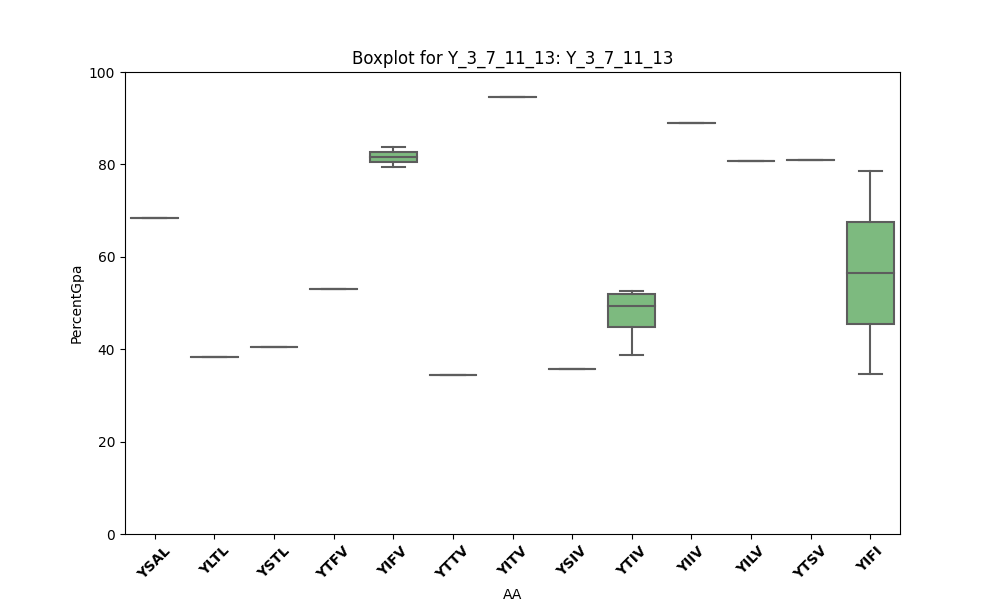 Boxplot for Y_3_7_11_13: Y_3_7_11_13
100
80
60
40
20
0
PercentGpa
YSAL YLTL YSTL YTFV YIFV YTTV YITV YSIV YTIV YIIV YILV YTSV YIFI
AA